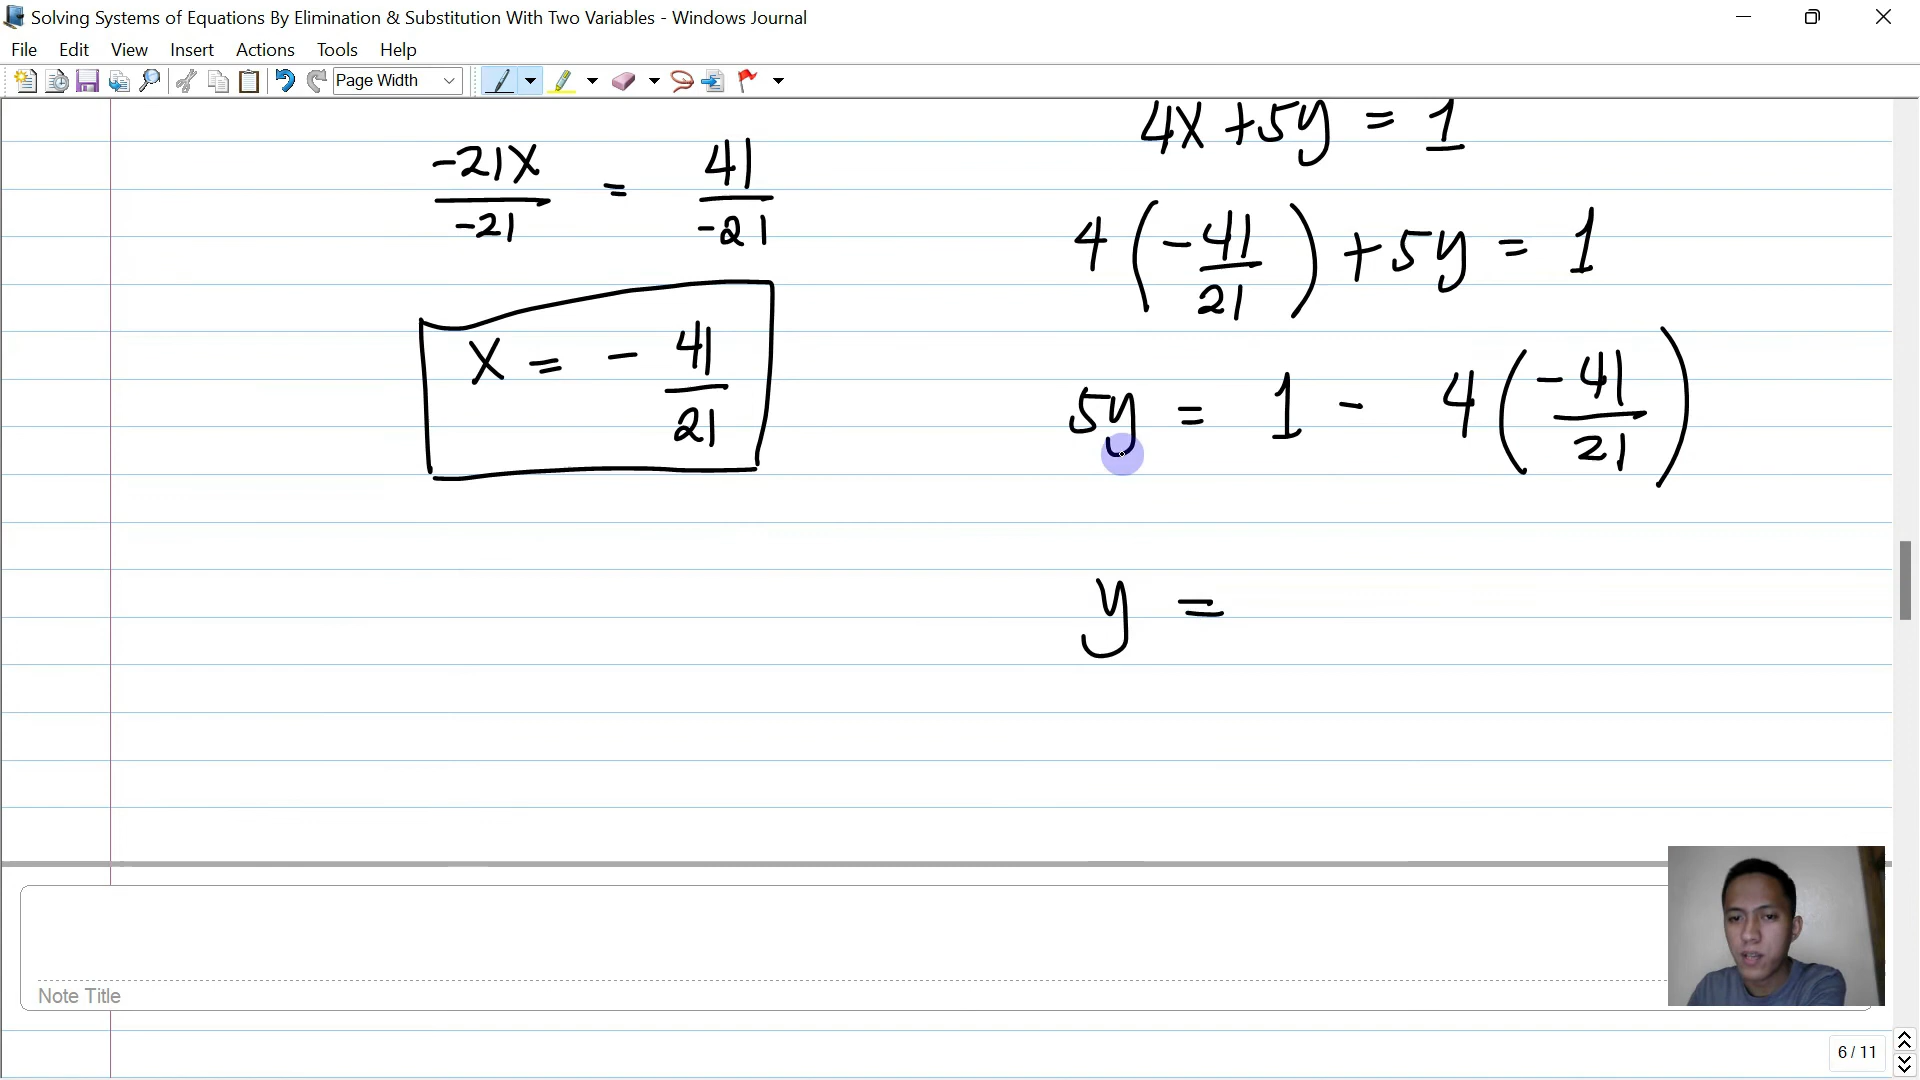 Solving Systems of Equations By Elimination & Substitution With Two Variables - Windows Journal
File Edit View Insert Actions Tools Help
Page Width
-21x/-21 = 41/-21
x = - 41/21
4x + 5y = 1
4(-41/21) + 5y = 1
5y = 1 - 4(-41/21)
y =
Note Title
6 / 11